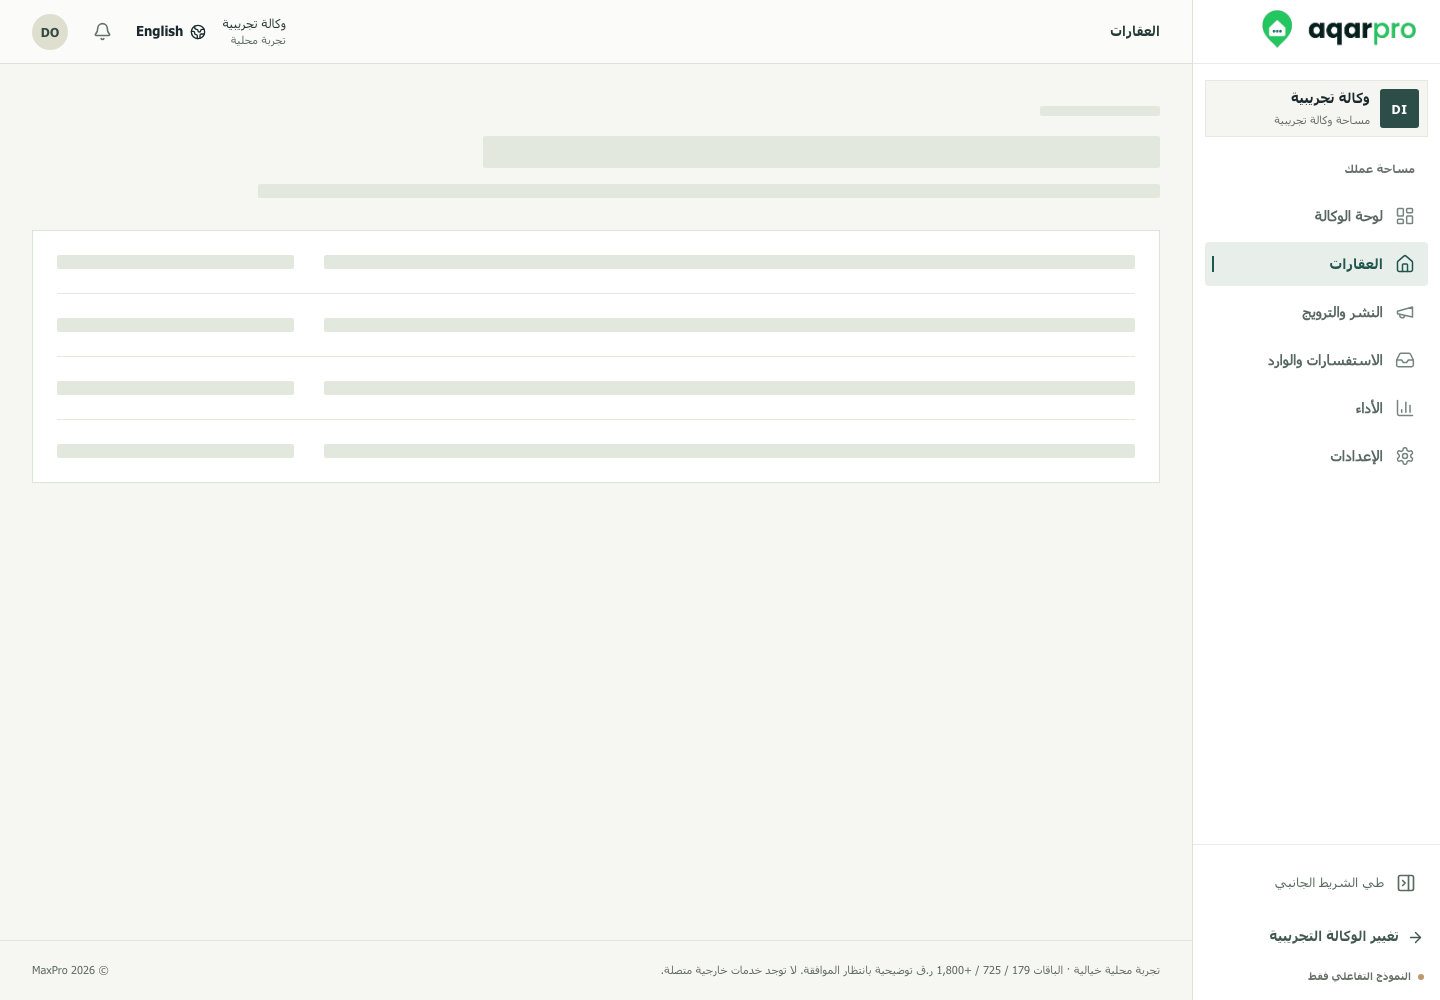 aqarpro
العقارات
وكالة تجريبية
تجربة محلية
English
DO
DI
وكالة تجريبية
مساحة وكالة تجريبية
مساحة عملك
لوحة الوكالة
العقارات
النشر والترويج
الاستفسارات والوارد
الأداء
الإعدادات
طي الشريط الجانبي
تغيير الوكالة التجريبية
النموذج التفاعلي فقط
تجربة محلية خيالية · الباقات 179 / 725 / +1,800 ر.ق توضيحية بانتظار الموافقة. لا توجد خدمات خارجية متصلة.
MaxPro 2026 ©